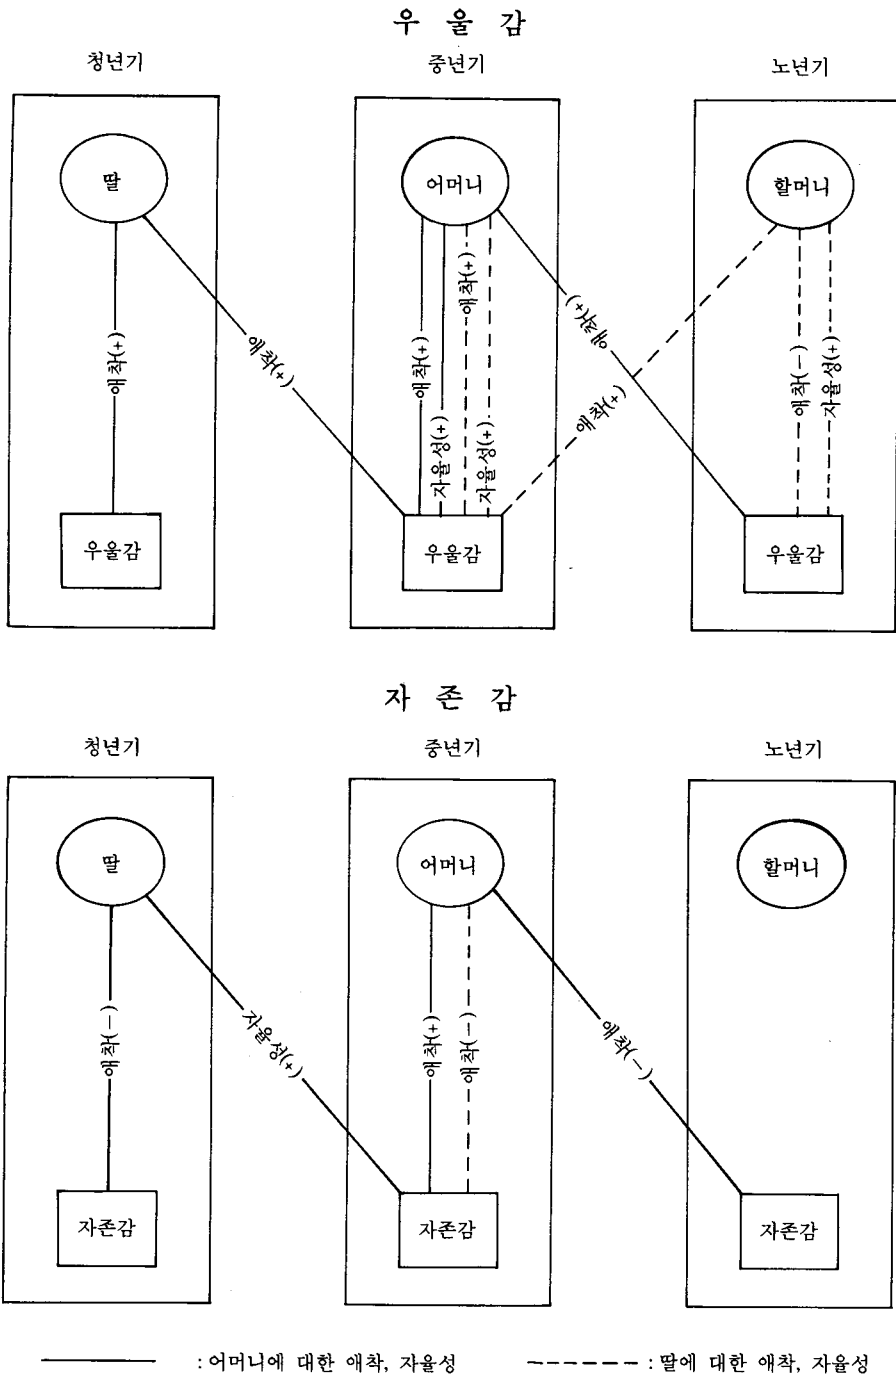 우 울 감
청년기 중년기 노년기
딸 어머니 할머니
애착(+)
애착(+)
애착(+)
자율성(+)
애착(+)
자율성(+)
애착(+)
애착(+)
애착(-)
자율성(+)
우울감 우울감 우울감
자 존 감
청년기 중년기 노년기
딸 어머니 할머니
애착(-)
자율성(+)
애착(+)
애착(-)
애착(-)
자존감 자존감 자존감
: 어머니에 대한 애착, 자율성 : 딸에 대한 애착, 자율성